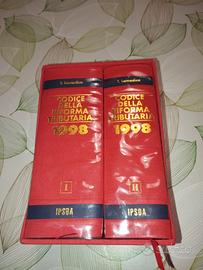 CODICE
DELLA
RIFORMA
TRIBUTARIA
1998
I
IPSOA
CODICE
DELLA
RIFORMA
TRIBUTARIA
1998
II
IPSOA